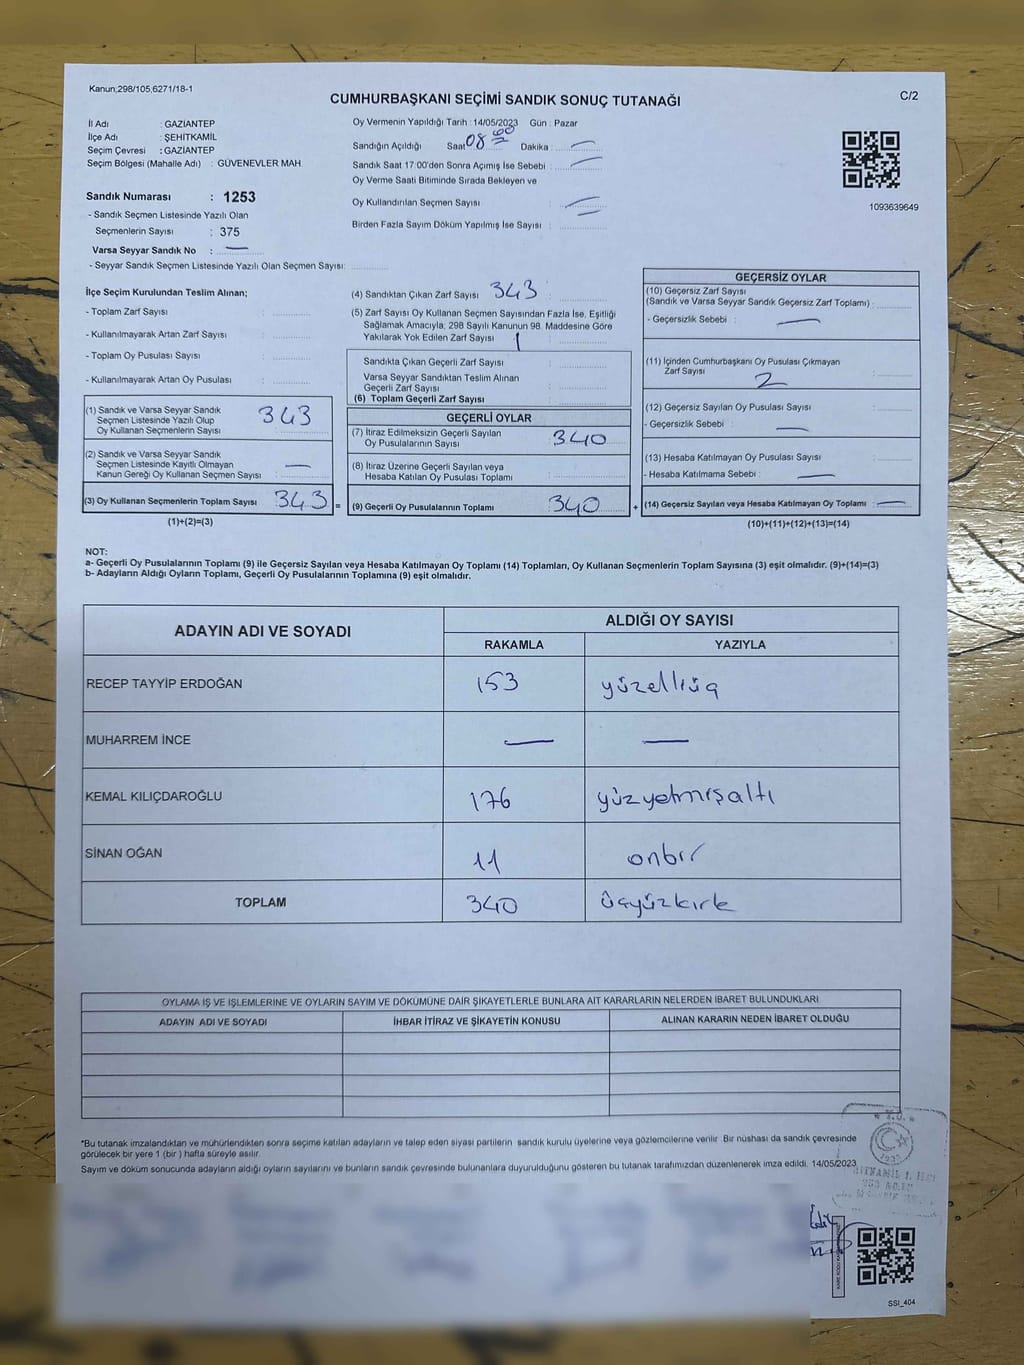 Kanun;298/105,6271/18-1
CUMHURBAŞKANI SEÇİMİ SANDIK SONUÇ TUTANAĞI
C/2
İl Adı : GAZİANTEP
İlçe Adı : ŞEHİTKAMİL
Seçim Çevresi : GAZİANTEP
Seçim Bölgesi (Mahalle Adı) : GÜVENEVLER MAH.
Sandık Numarası : 1253
- Sandık Seçmen Listesinde Yazılı Olan
Seçmenlerin Sayısı : 375
Varsa Seyyar Sandık No : —
- Seyyar Sandık Seçmen Listesinde Yazılı Olan Seçmen Sayısı:
Oy Vermenin Yapıldığı Tarih :14/05/2023 Gün : Pazar
Sandığın Açıldığı Saat 08 00 Dakika : —
Sandık Saat 17:00'den Sonra Açımış İse Sebebi : —
Oy Verme Saati Bitiminde Sırada Bekleyen ve
Oy Kullandırılan Seçmen Sayısı : —
Birden Fazla Sayım Döküm Yapılmış İse Sayısı :
1093639649
İlçe Seçim Kurulundan Teslim Alınan;
- Toplam Zarf Sayısı :
- Kullanılmayarak Artan Zarf Sayısı :
- Toplam Oy Pusulası Sayısı :
- Kullanılmayarak Artan Oy Pusulası :
(1) Sandık ve Varsa Seyyar Sandık
Seçmen Listesinde Yazılı Olup
Oy Kullanan Seçmenlerin Sayısı : 343
(2) Sandık ve Varsa Seyyar Sandık
Seçmen Listesinde Kayıtlı Olmayan
Kanun Gereği Oy Kullanan Seçmen Sayısı : —
(3) Oy Kullanan Seçmenlerin Toplam Sayısı : 343 =
(1)+(2)=(3)
(4) Sandıktan Çıkan Zarf Sayısı 343 :
(5) Zarf Sayısı Oy Kullanan Seçmen Sayısından Fazla İse, Eşitliği
Sağlamak Amacıyla; 298 Sayılı Kanunun 98. Maddesine Göre
Yakılarak Yok Edilen Zarf Sayısı :
Sandıkta Çıkan Geçerli Zarf Sayısı :
Varsa Seyyar Sandıktan Teslim Alınan
Geçerli Zarf Sayısı :
(6) Toplam Geçerli Zarf Sayısı :
GEÇERLİ OYLAR
(7) İtiraz Edilmeksizin Geçerli Sayılan
Oy Pusulalarının Sayısı : 340
(8) İtiraz Üzerine Geçerli Sayılan veya
Hesaba Katılan Oy Pusulası Toplamı :
(9) Geçerli Oy Pusulalarının Toplamı : 340 +
GEÇERSİZ OYLAR
(10) Geçersiz Zarf Sayısı
(Sandık ve Varsa Seyyar Sandık Geçersiz Zarf Toplamı) :
- Geçersizlik Sebebi : —
(11) İçinden Cumhurbaşkanı Oy Pusulası Çıkmayan
Zarf Sayısı : 2
(12) Geçersiz Sayılan Oy Pusulası Sayısı :
- Geçersizlik Sebebi : —
(13) Hesaba Katılmayan Oy Pusulası Sayısı :
- Hesaba Katılmama Sebebi : —
(14) Geçersiz Sayılan veya Hesaba Katılmayan Oy Toplamı : —
(10)+(11)+(12)+(13)=(14)
NOT:
a- Geçerli Oy Pusulalarının Toplamı (9) ile Geçersiz Sayılan veya Hesaba Katılmayan Oy Toplamı (14) Toplamları, Oy Kullanan Seçmenlerin Toplam Sayısına (3) eşit olmalıdır. (9)+(14)=(3)
b- Adayların Aldığı Oyların Toplamı, Geçerli Oy Pusulalarının Toplamına (9) eşit olmalıdır.
ADAYIN ADI VE SOYADI ALDIĞI OY SAYISI
RAKAMLA YAZIYLA
RECEP TAYYİP ERDOĞAN 153 yüzelliüç
MUHARREM İNCE — —
KEMAL KILIÇDAROĞLU 176 yüzyetmişaltı
SİNAN OĞAN 11 onbir
TOPLAM 340 üçyüzkırk
OYLAMA İŞ VE İŞLEMLERİNE VE OYLARIN SAYIM VE DÖKÜMÜNE DAİR ŞİKAYETLERLE BUNLARA AİT KARARLARIN NELERDEN İBARET BULUNDUKLARI
ADAYIN ADI VE SOYADI İHBAR İTİRAZ VE ŞİKAYETİN KONUSU ALINAN KARARIN NEDEN İBARET OLDUĞU
*Bu tutanak imzalandıktan ve mühürlendikten sonra seçime katılan adayların ve talep eden siyasi partilerin sandık kurulu üyelerine veya gözlemcilerine verilir. Bir nüshası da sandık çevresinde
görülecek bir yere 1 (bir ) hafta süreyle asılır.
Sayım ve döküm sonucunda adayların aldığı oyların sayılarını ve bunların sandık çevresinde bulunanlara duyurulduğunu gösteren bu tutanak tarafımızdan düzenlenerek imza edildi. 14/05/2023
SSI_404